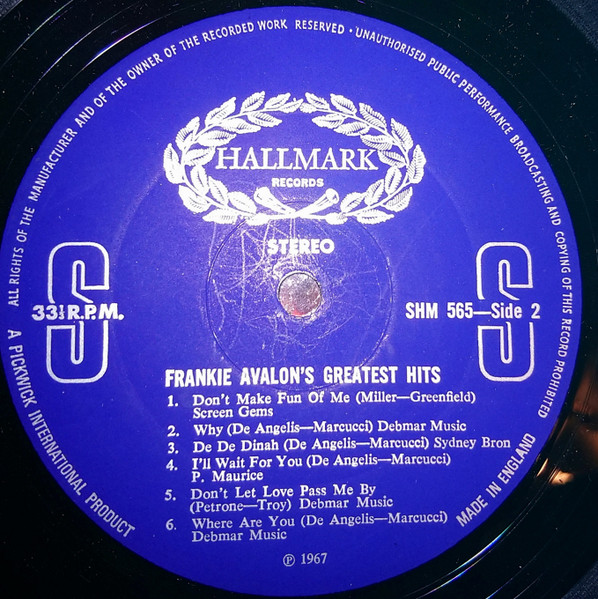 ALL RIGHTS OF THE MANUFACTURER AND OF THE OWNER OF THE RECORDED WORK RESERVED · UNAUTHORISED PUBLIC PERFORMANCE BROADCASTING AND COPYING OF THIS RECORD PROHIBITED
HALLMARK
RECORDS
STEREO
S
S
33⅓ R.P.M.
SHM 565—Side 2
FRANKIE AVALON'S GREATEST HITS
1. Don't Make Fun Of Me (Miller—Greenfield)
Screen Gems
2. Why (De Angelis—Marcucci) Debmar Music
3. De De Dinah (De Angelis—Marcucci) Sydney Bron
4. I'll Wait For You (De Angelis—Marcucci)
P. Maurice
5. Don't Let Love Pass Me By
(Petrone—Troy) Debmar Music
6. Where Are You (De Angelis—Marcucci)
Debmar Music
℗ 1967
A PICKWICK INTERNATIONAL PRODUCT
MADE IN ENGLAND